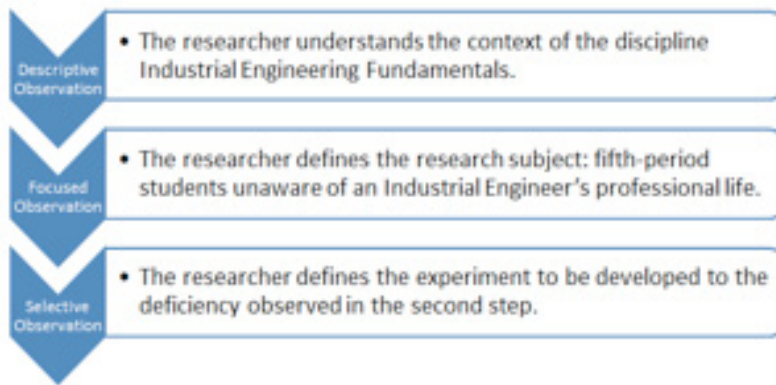 Descriptive
Observation
• The researcher understands the context of the discipline
Industrial Engineering Fundamentals.
Focused
Observation
• The researcher defines the research subject: fifth-period
students unaware of an Industrial Engineer's professional life.
Selective
Observation
• The researcher defines the experiment to be developed to the
deficiency observed in the second step.